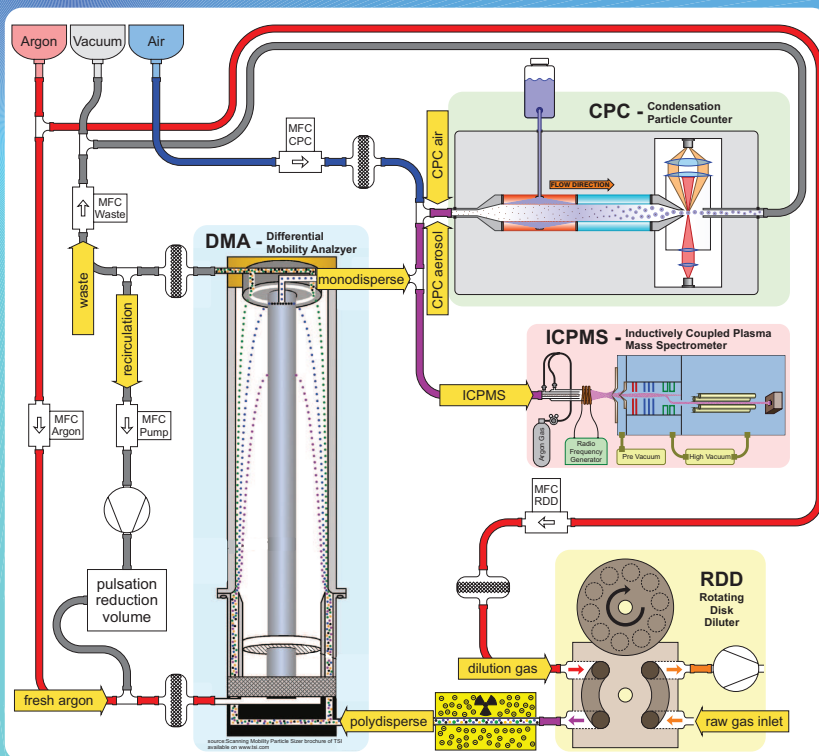 Argon
Vacuum
Air
MFC
CPC
CPC air
CPC - Condensation
Particle Counter
FLOW DIRECTION
MFC
Waste
waste
DMA - Differential
Mobility Analzyer
monodisperse
CPC aerosol
recirculation
ICPMS - Inductively Coupled Plasma
Mass Spectrometer
ICPMS
Argon Gas
Radio
Frequency
Generator
Pre Vacuum
High Vacuum
MFC
Argon
MFC
Pump
MFC
RDD
pulsation
reduction
volume
RDD
Rotating
Disk
Diluter
dilution gas
fresh argon
polydisperse
raw gas inlet
source:Scanning Mobility Particle Sizer brochure of TSI
available on www.tsi.com